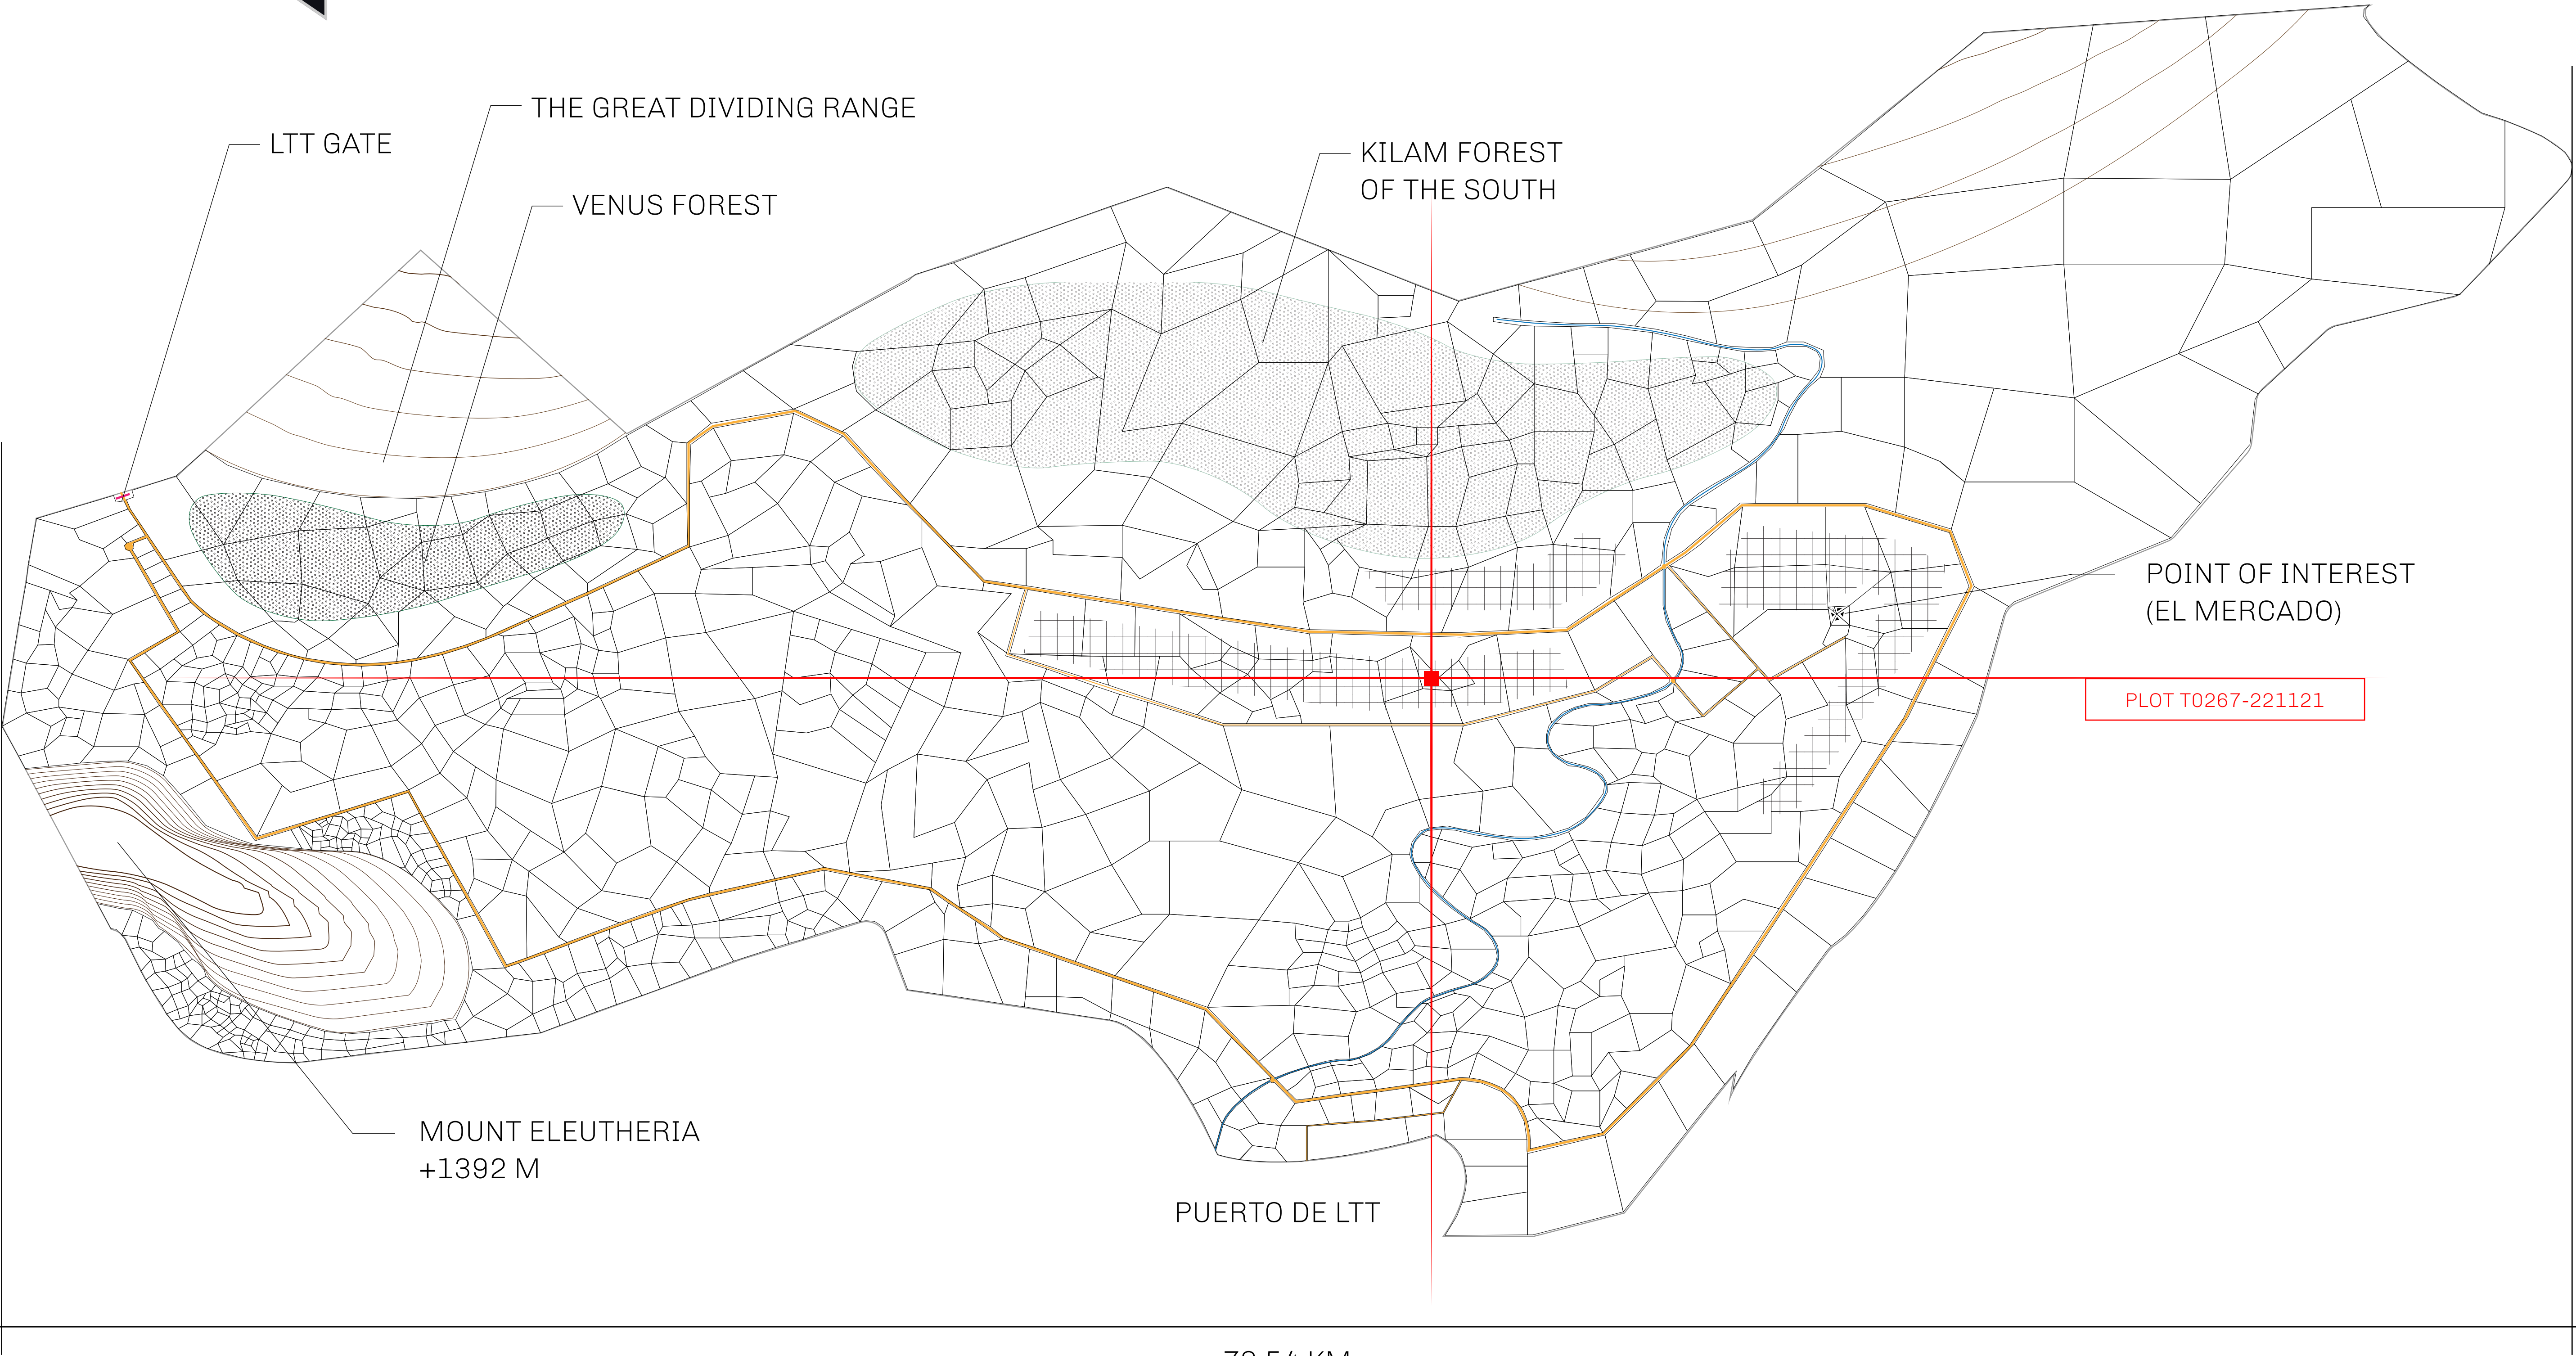 THE GREAT DIVIDING RANGE
LTT GATE
KILAM FOREST
OF THE SOUTH
VENUS FOREST
POINT OF INTEREST
(EL MERCADO)
PLOT T0267-221121
MOUNT ELEUTHERIA
+1392 M
PUERTO DE LTT
KM